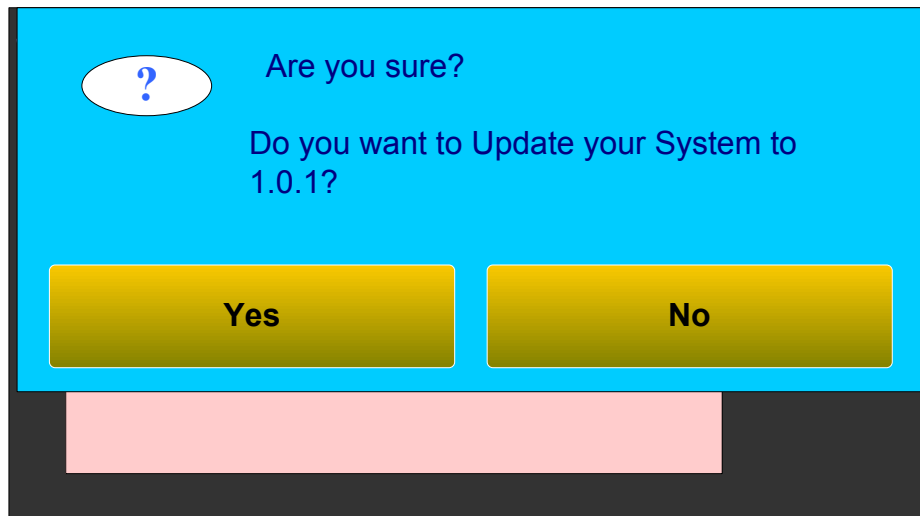 ?
Are you sure?
Do you want to Update your System to
1.0.1?
Yes
No